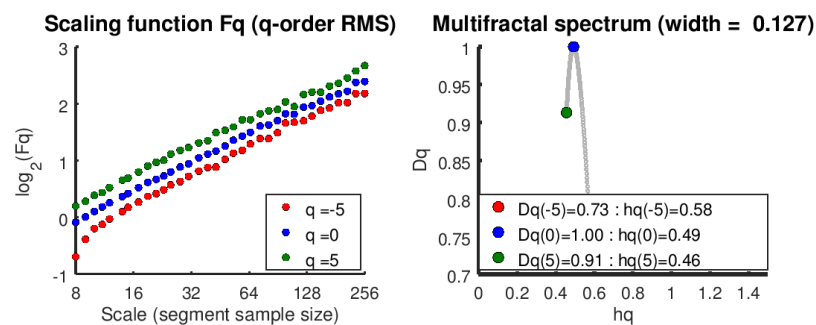 Scaling function Fq (q-order RMS)
3
2
1
0
-1
log2(Fq)
q =-5
q =0
q =5
8 16 32 64 128 256
Scale (segment sample size)
Multifractal spectrum (width = 0.127)
1
0.95
0.9
0.85
0.8
0.75
0.7
Dq
Dq(-5)=0.73 : hq(-5)=0.58
Dq(0)=1.00 : hq(0)=0.49
Dq(5)=0.91 : hq(5)=0.46
0 0.2 0.4 0.6 0.8 1 1.2 1.4
hq